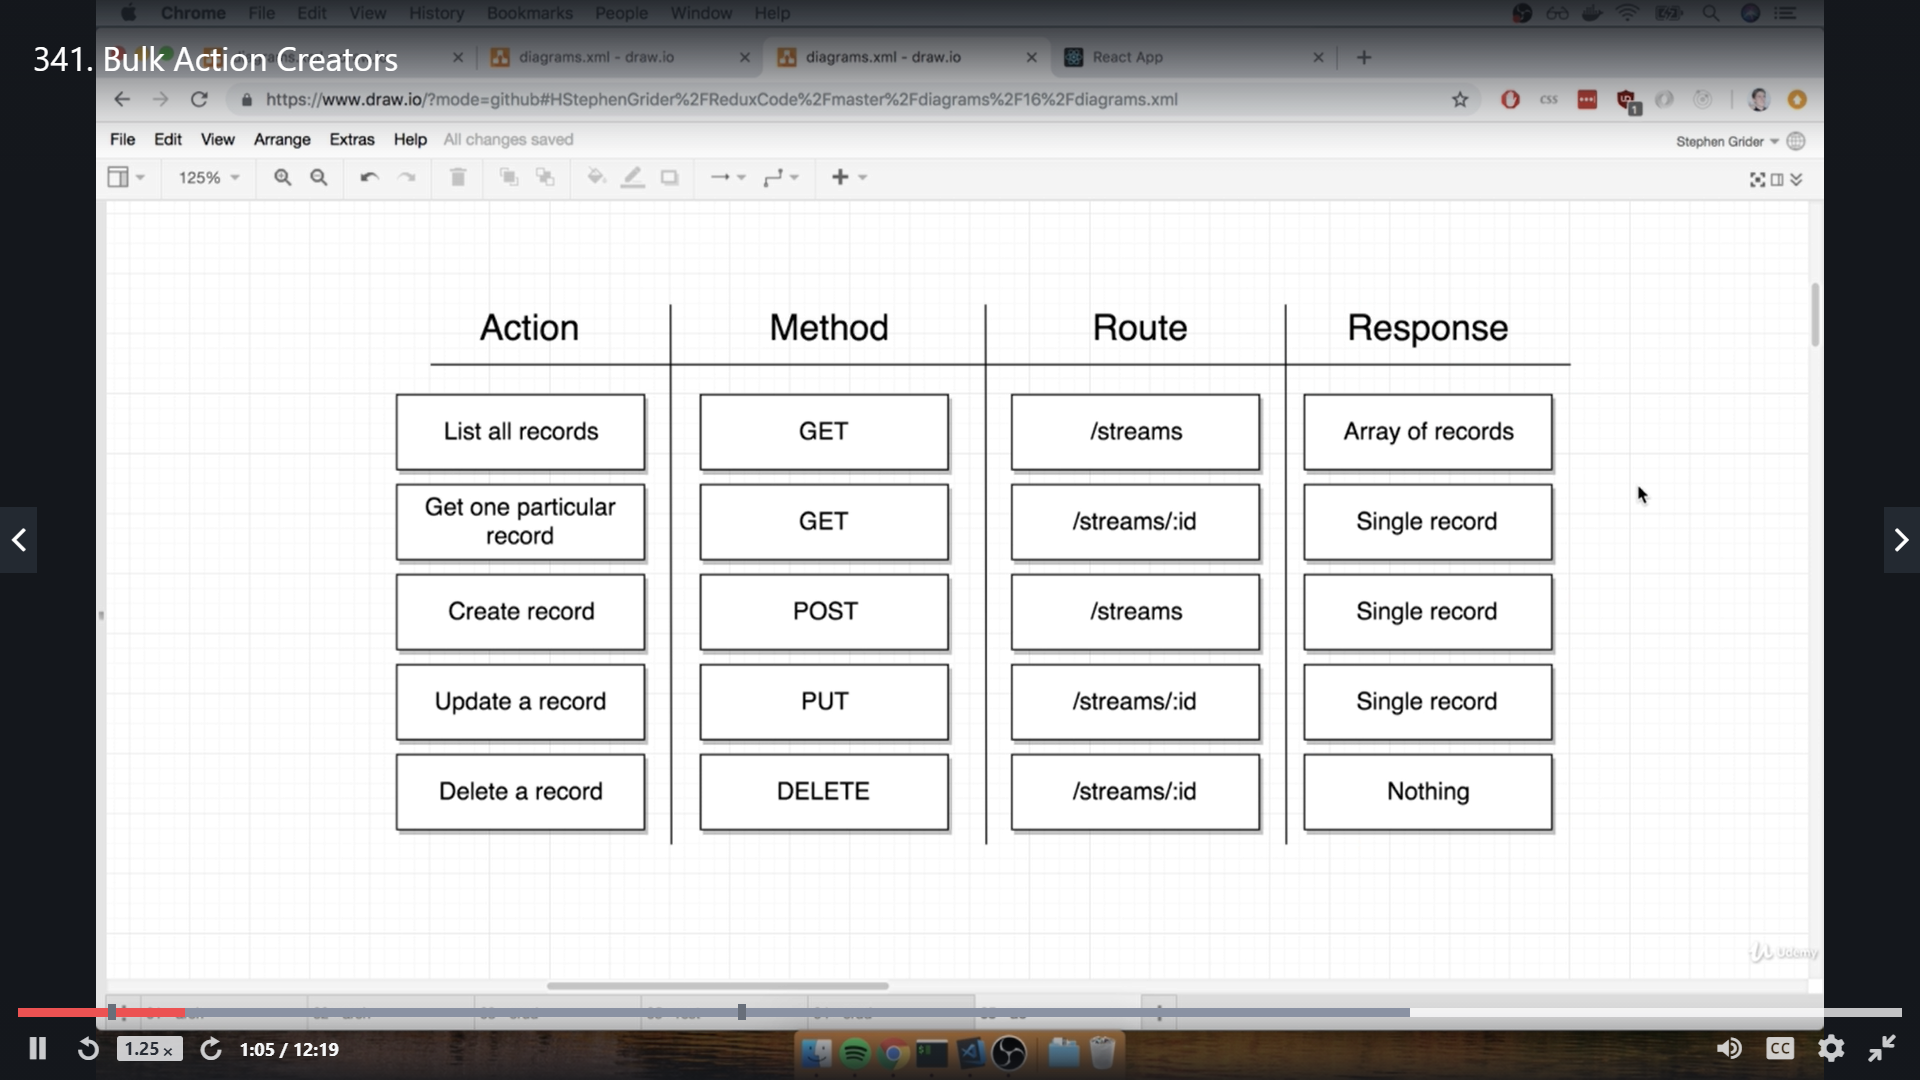 Chrome File Edit View History Bookmarks People Window Help
341. Bulk Action Creators
diagrams.xml - draw.io
diagrams.xml - draw.io
React App
https://www.draw.io/?mode=github#HStephenGrider%2FReduxCode%2Fmaster%2Fdiagrams%2F16%2Fdiagrams.xml
CSS
1
File Edit View Arrange Extras Help All changes saved
Stephen Grider
125%
Action Method Route Response
List all records GET /streams Array of records
Get one particular
record
GET /streams/:id Single record
Create record POST /streams Single record
Update a record PUT /streams/:id Single record
Delete a record DELETE /streams/:id Nothing
Udemy
1.25 x
1:05 / 12:19
CC